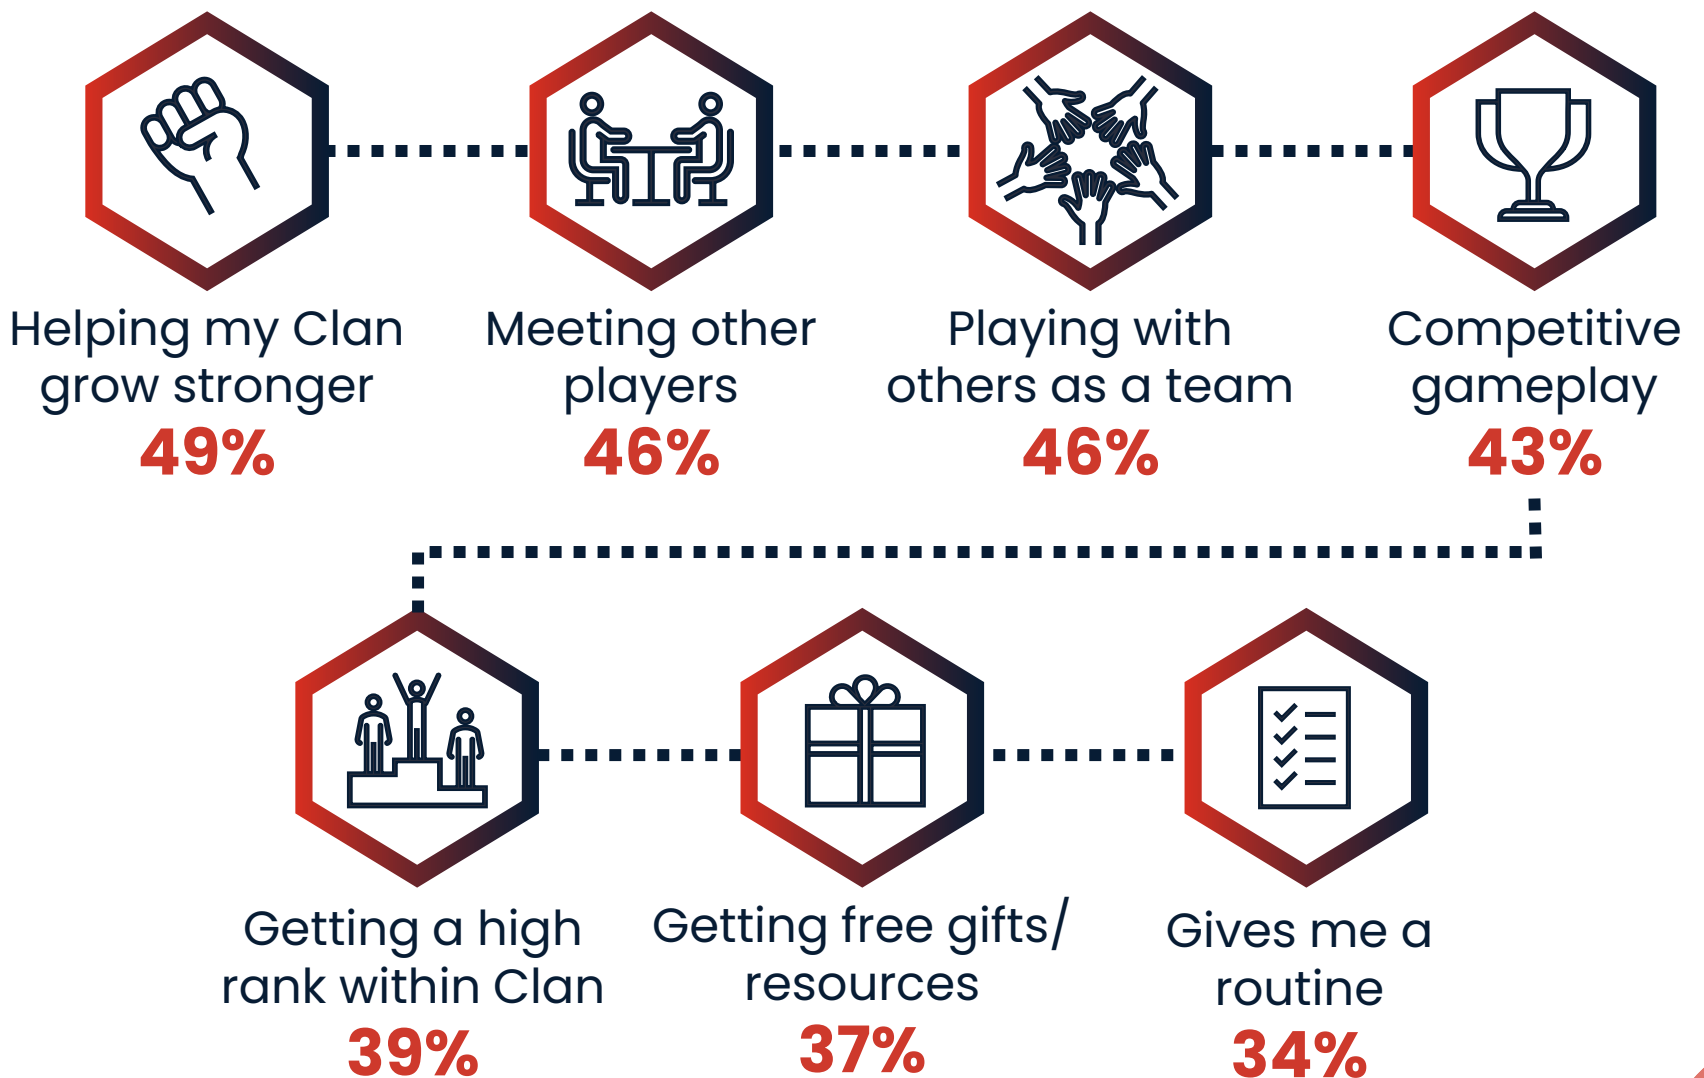 Helping my Clan
grow stronger
49%
Meeting other
players
46%
Playing with
others as a team
46%
Competitive
gameplay
43%
Getting a high
rank within Clan
39%
Getting free gifts/
resources
37%
Gives me a
routine
34%